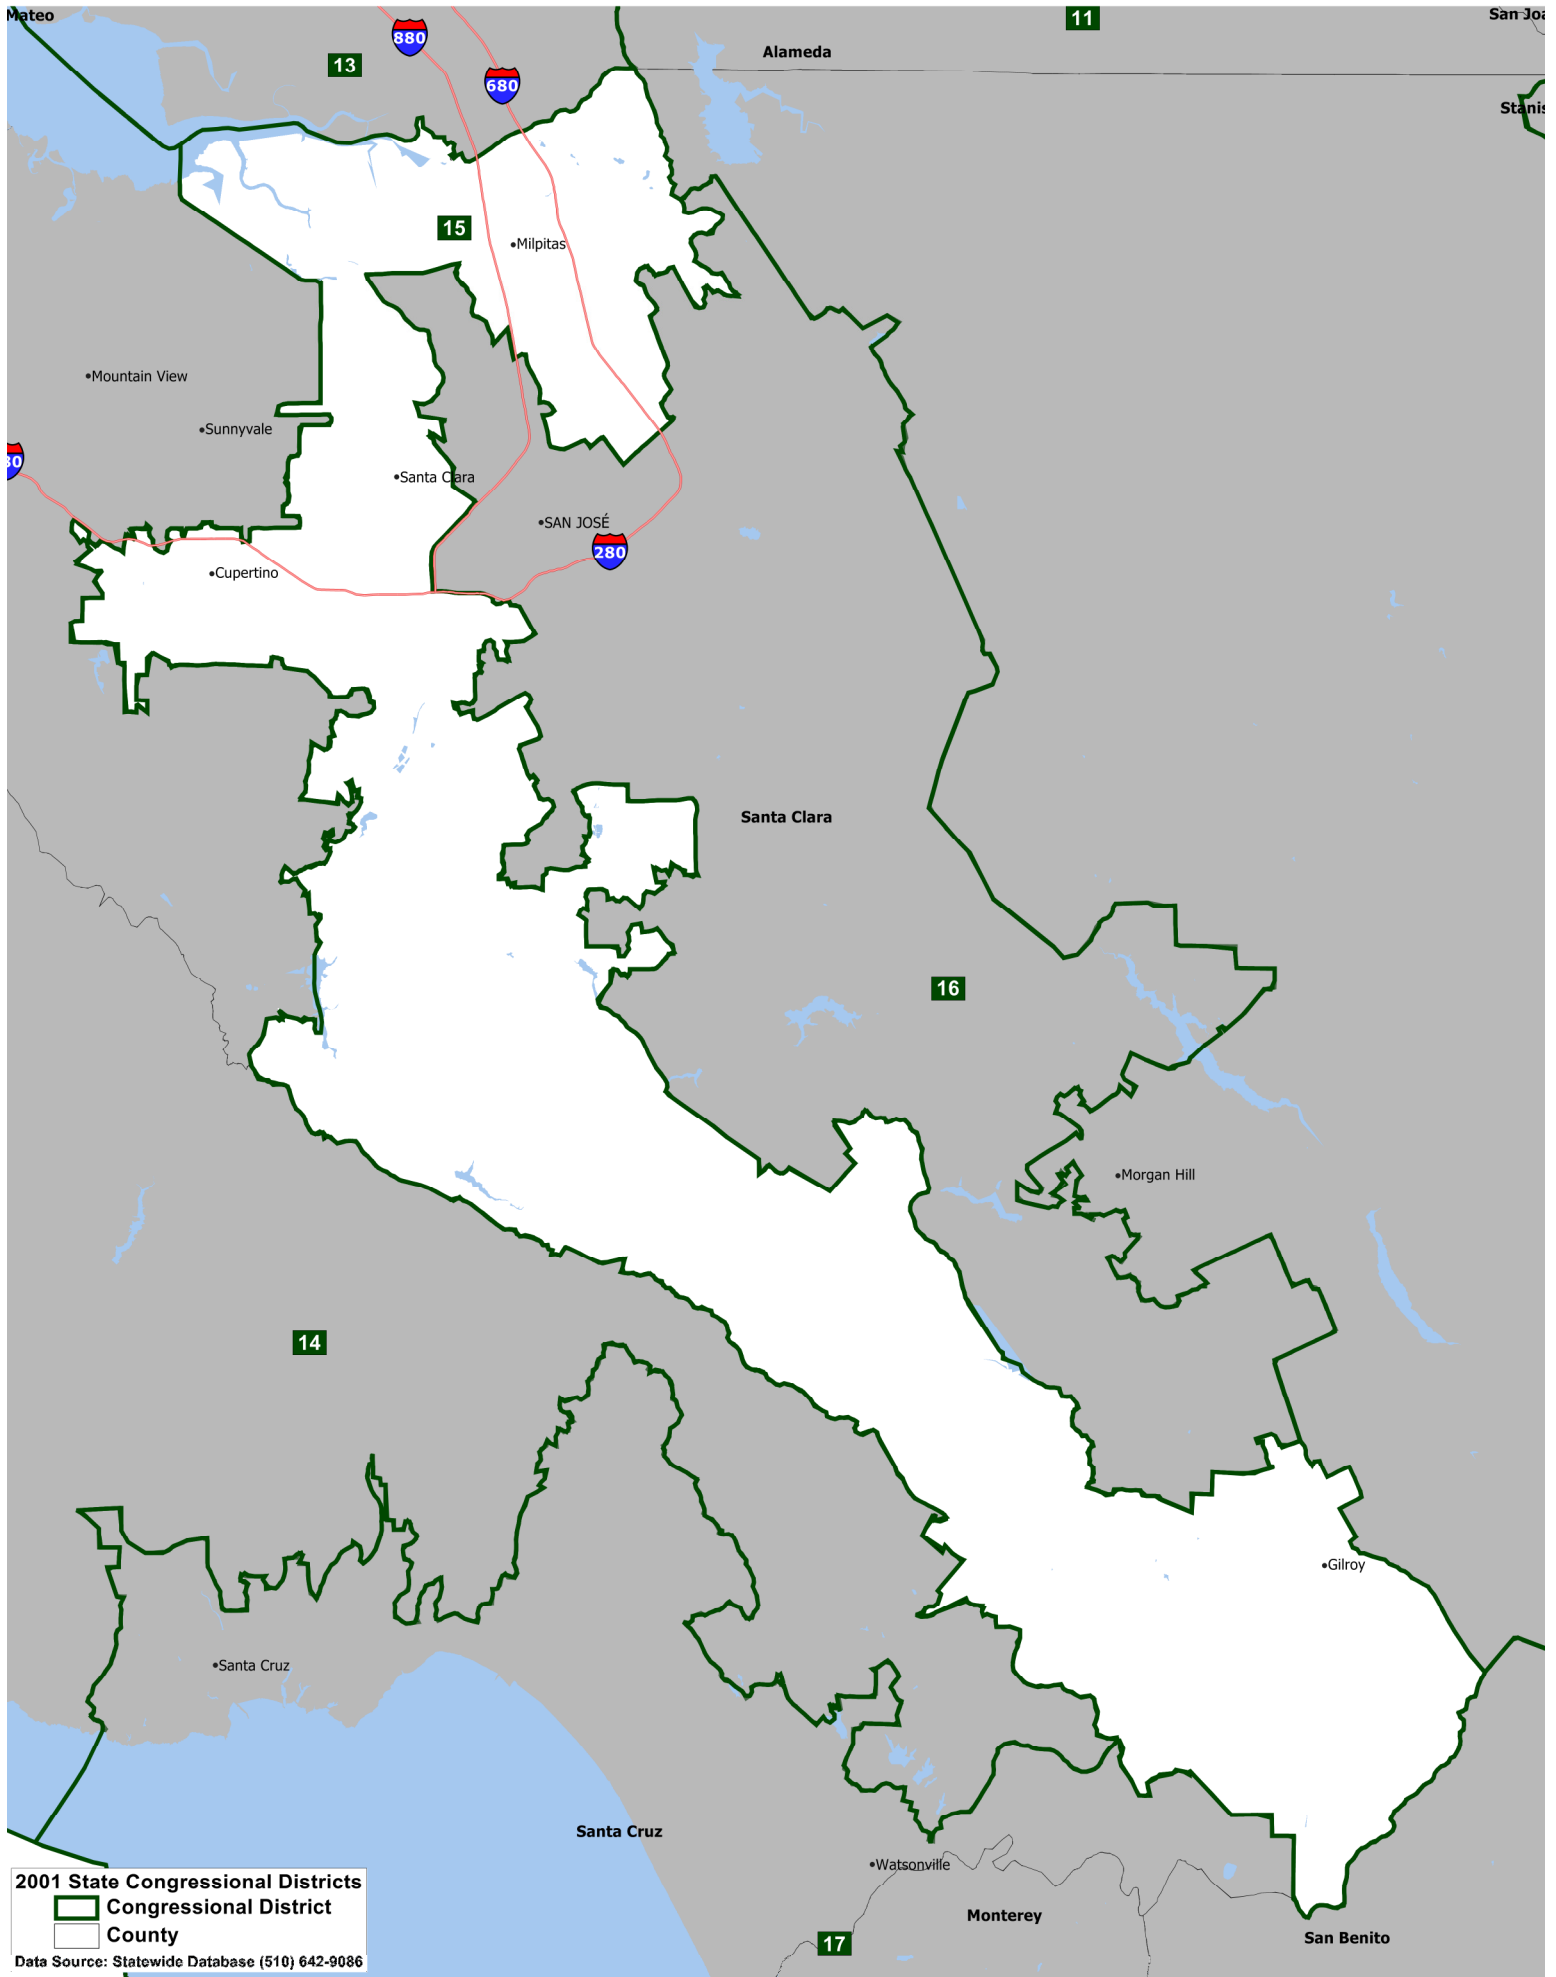 Mateo
880
11
San Joa
Alameda
13
680
Stanis
15
Milpitas
Mountain View
Sunnyvale
80
Santa Clara
SAN JOSÉ
280
Cupertino
Santa Clara
16
Morgan Hill
14
Gilroy
Santa Cruz
Santa Cruz
Watsonville
Monterey
17
San Benito
2001 State Congressional Districts
Congressional District
County
Data Source: Statewide Database (510) 642-9086